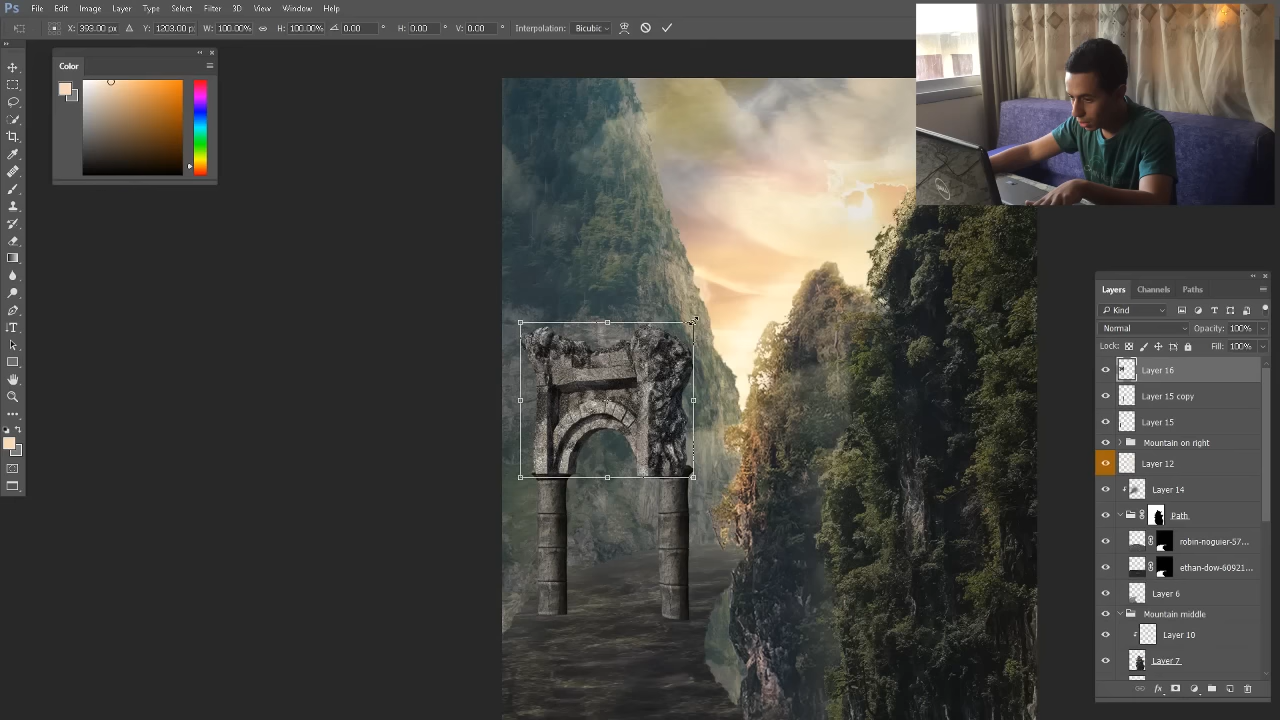 Ps File Edit Image Layer Type Select Filter 3D View Window Help
X: 393.00 px Y: 1203.00 px W: 100.00% H: 100.00% 0.00 ° H: 0.00 ° V: 0.00 ° Interpolation: Bicubic
Color
Layers Channels Paths
Kind
Normal Opacity: 100%
Lock: Fill: 100%
Layer 16
Layer 15 copy
Layer 15
Mountain on right
Layer 12
Layer 14
Path
robin-noguier-57...
ethan-dow-60921...
Layer 6
Mountain middle
Layer 10
Layer 7
fx